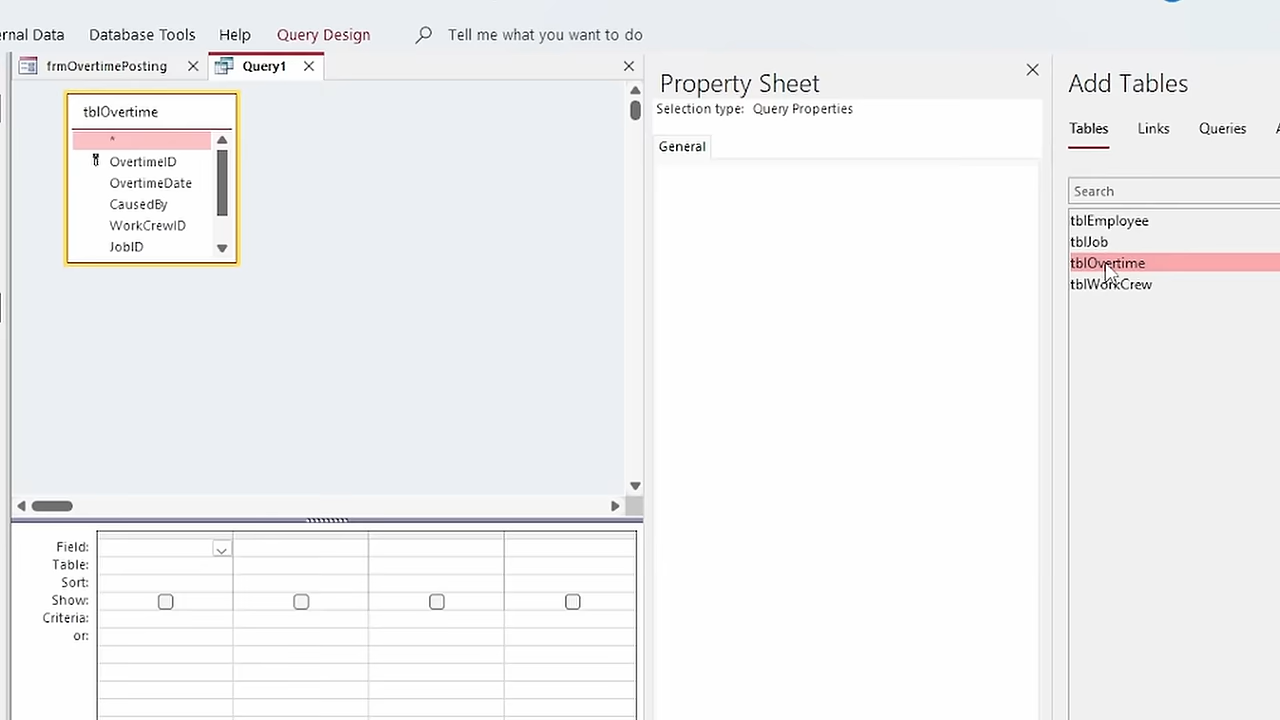 rnal Data Database Tools Help Query Design Tell me what you want to do
frmOvertimePosting Query1
tblOvertime
*
OvertimeID
OvertimeDate
CausedBy
WorkCrewID
JobID
Field:
Table:
Sort:
Show:
Criteria:
or:
Property Sheet
Selection type: Query Properties
General
Add Tables
Tables Links Queries A
Search
tblEmployee
tblJob
tblOvertime
tblWorkCrew